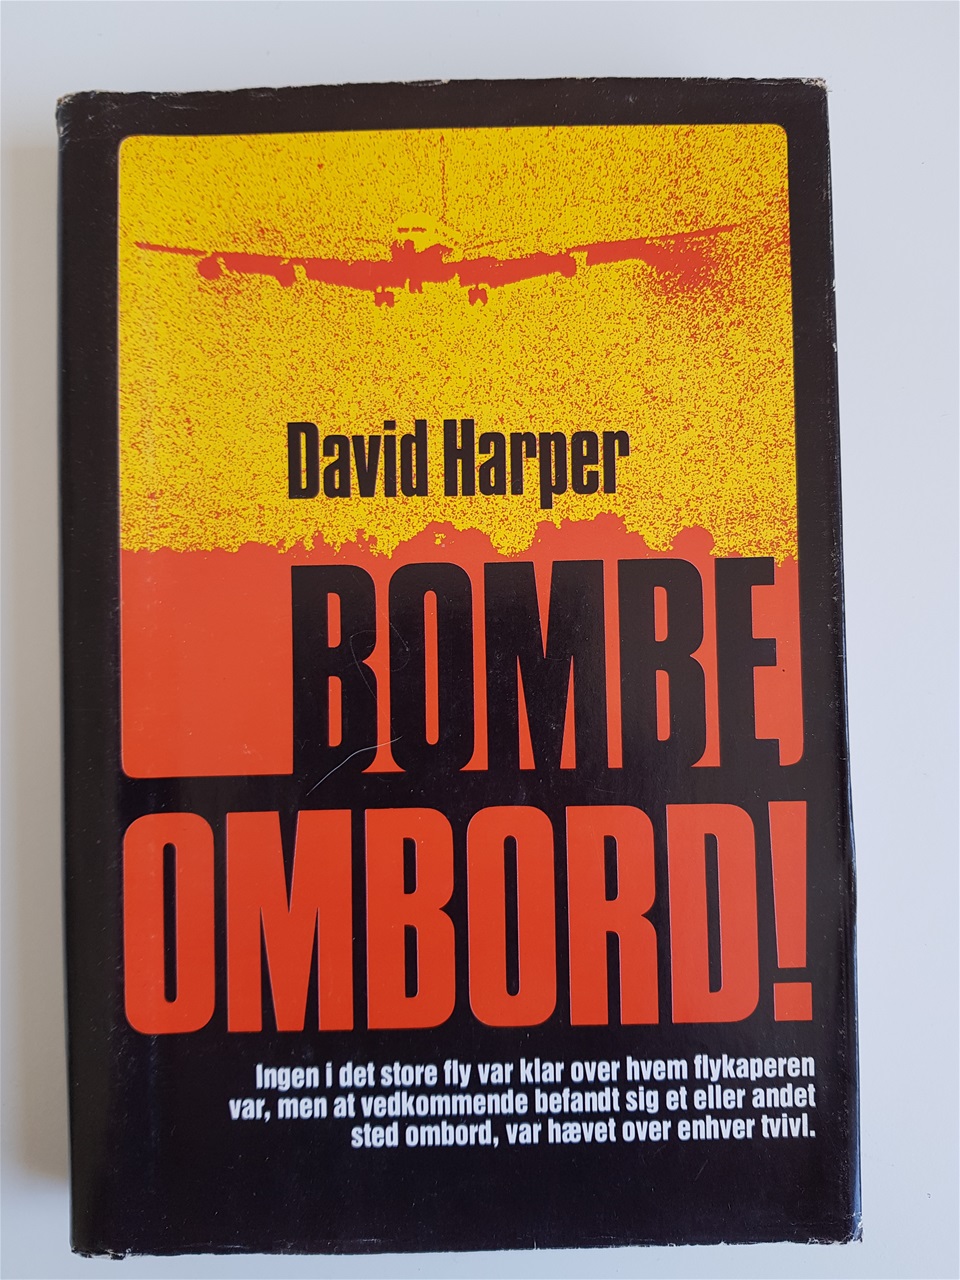 David Harper
BOMBE
OMBORD!
Ingen i det store fly var klar over hvem flykaperen
var, men at vedkommende befandt sig et eller andet
sted ombord, var hævet over enhver tvivl.